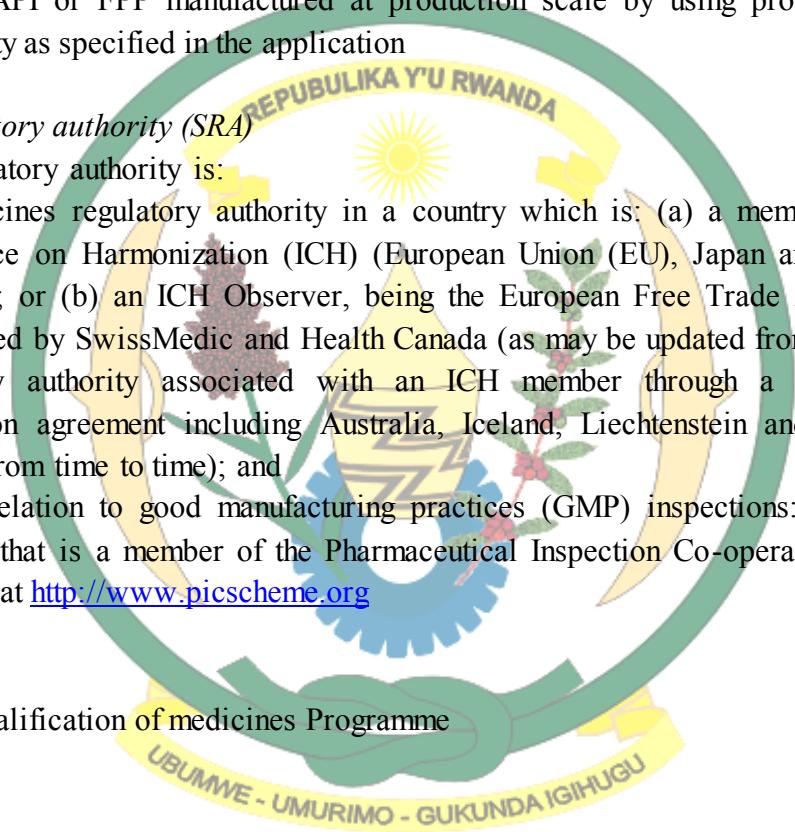 API or FPP manufactured at production scale by using pro
ty as specified in the application
REPUBULIKA Y'U RWANDA
tory authority (SRA)
latory authority is:
cines regulatory authority in a country which is: (a) a mem
ce on Harmonization (ICH) (European Union (EU), Japan a
; or (b) an ICH Observer, being the European Free Trade
ed by SwissMedic and Health Canada (as may be updated from
y authority associated with an ICH member through a
on agreement including Australia, Iceland, Liechtenstein an
from time to time); and
elation to good manufacturing practices (GMP) inspections:
that is a member of the Pharmaceutical Inspection Co-opera
at http://www.picscheme.org
alification of medicines Programme
UBUMWE - UMURIMO - GUKUNDA IGIHUGU